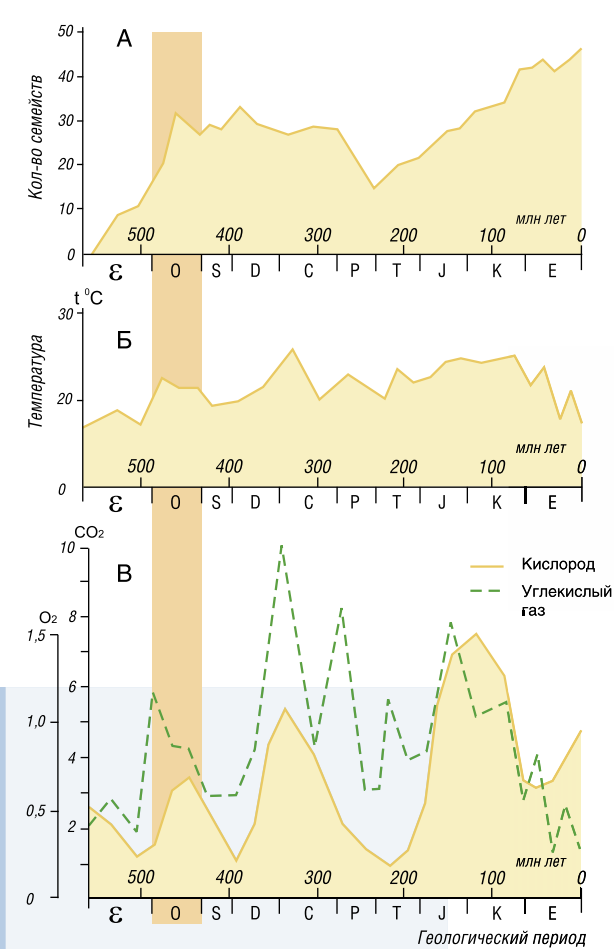 А
Кол-во семейств
50
40
30
20
10
0
млн лет
500 400 300 200 100 0
Ɛ O S D C P T J K E
t °C
Б
Температура
30
20
0
млн лет
500 400 300 200 100 0
Ɛ O S D C P T J K E
В
CO₂
10
8
6
4
2
O₂
1,5
1,0
0,5
0
Кислород
Углекислый
газ
млн лет
500 400 300 200 100 0
Ɛ O S D C P T J K E
Геологический период